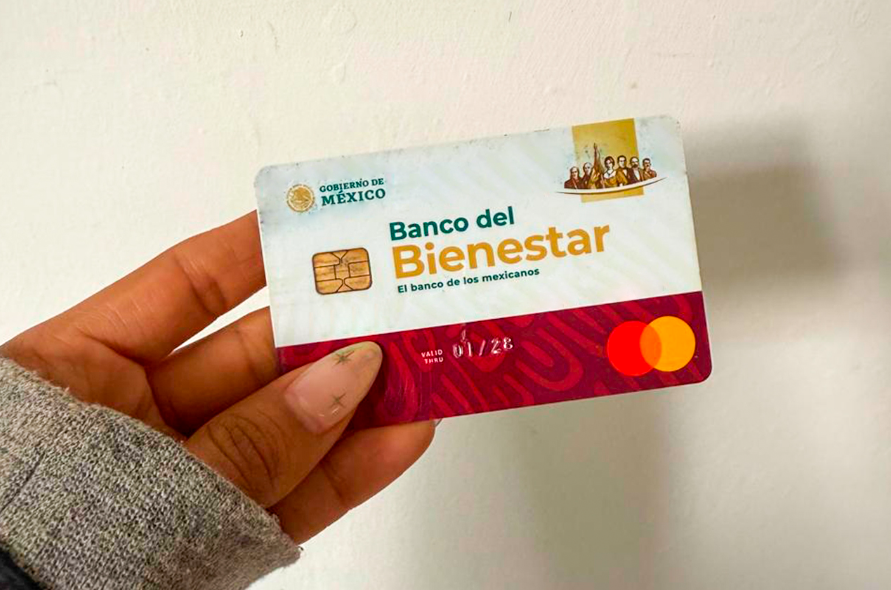 GOBIERNO DE
MÉXICO
Banco del
Bienestar
El banco de los mexicanos
VALID
THRU
01/28